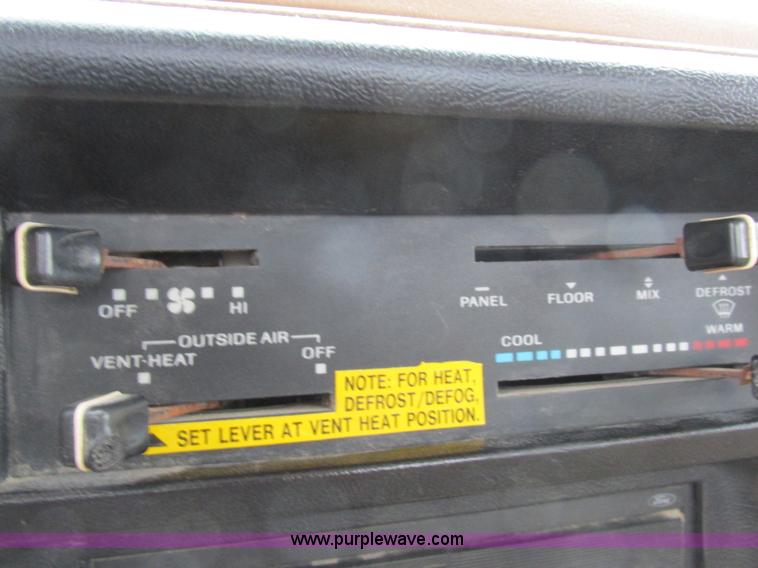 OFF HI
PANEL FLOOR MIX DEFROST
OUTSIDE AIR
VENT-HEAT OFF
COOL WARM
NOTE: FOR HEAT,
DEFROST/DEFOG,
SET LEVER AT VENT HEAT POSITION.
Ford
www.purplewave.com